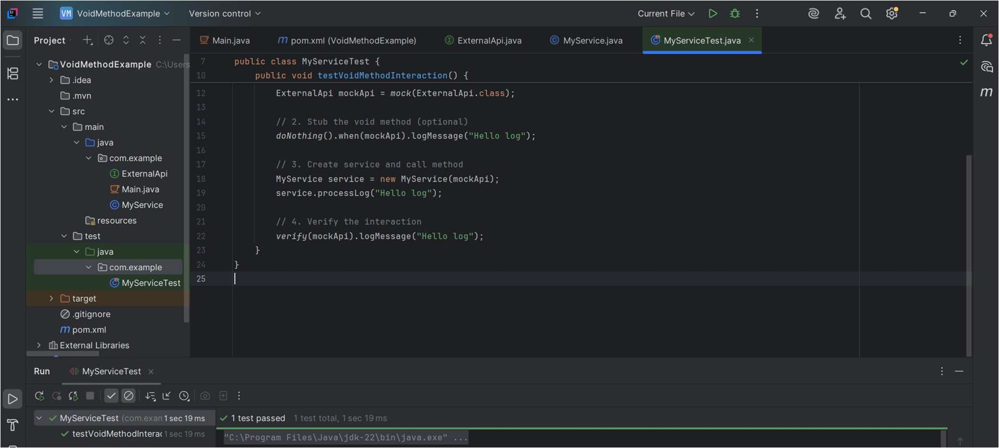 VM VoidMethodExample
Version control
Current File
Project
Main.java
pom.xml (VoidMethodExample)
ExternalApi.java
MyService.java
MyServiceTest.java
VoidMethodExample C:\Users
.idea
.mvn
src
main
java
com.example
ExternalApi
Main.java
MyService
resources
test
java
com.example
MyServiceTest
target
.gitignore
pom.xml
External Libraries
7 public class MyServiceTest {
10 public void testVoidMethodInteraction() {
12 ExternalApi mockApi = mock(ExternalApi.class);
13
14 // 2. Stub the void method (optional)
15 doNothing().when(mockApi).logMessage("Hello log");
16
17 // 3. Create service and call method
18 MyService service = new MyService(mockApi);
19 service.processLog("Hello log");
20
21 // 4. Verify the interaction
22 verify(mockApi).logMessage("Hello log");
23 }
24 }
25
Run
MyServiceTest
MyServiceTest (com.exan 1 sec 19 ms
testVoidMethodInterac 1 sec 19 ms
1 test passed 1 test total, 1 sec 19 ms
"C:\Program Files\Java\jdk-22\bin\java.exe" ...